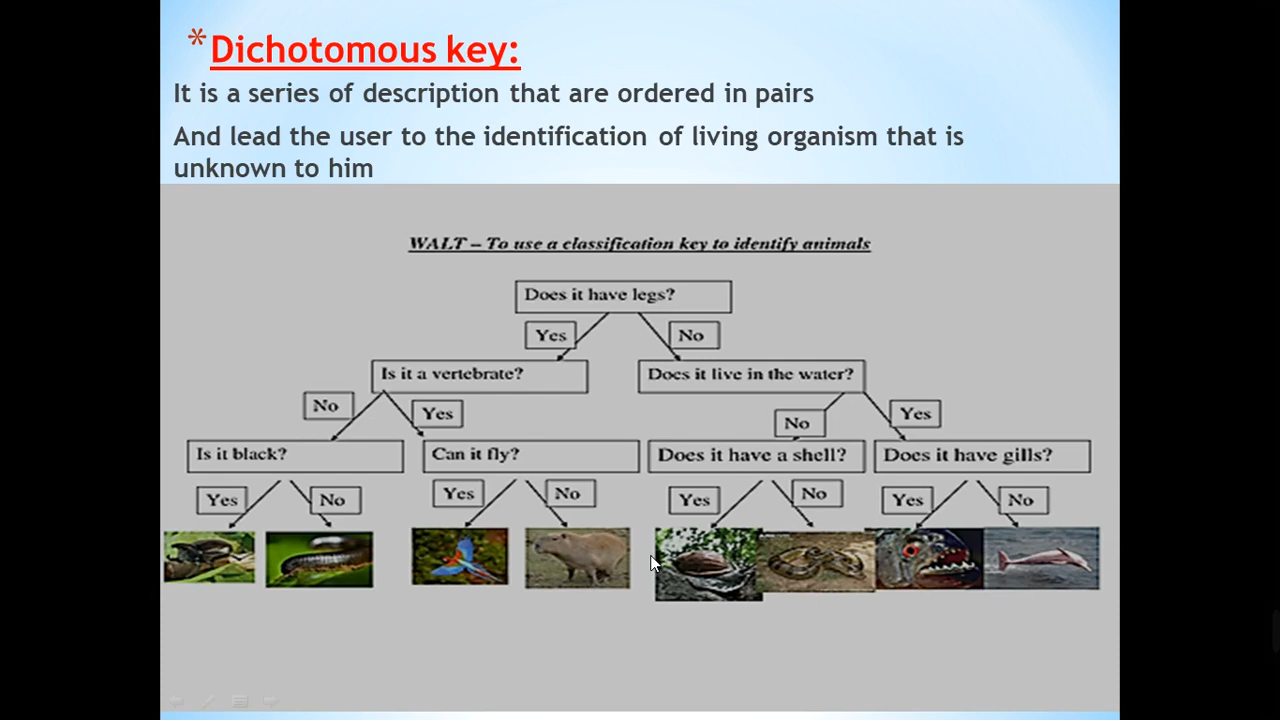 *Dichotomous key:
It is a series of description that are ordered in pairs
And lead the user to the identification of living organism that is
unknown to him
WALT – To use a classification key to identify animals
Does it have legs?
Yes
No
Is it a vertebrate?
Does it live in the water?
No
Yes
No
Yes
Is it black?
Can it fly?
Does it have a shell?
Does it have gills?
Yes
No
Yes
No
Yes
No
Yes
No